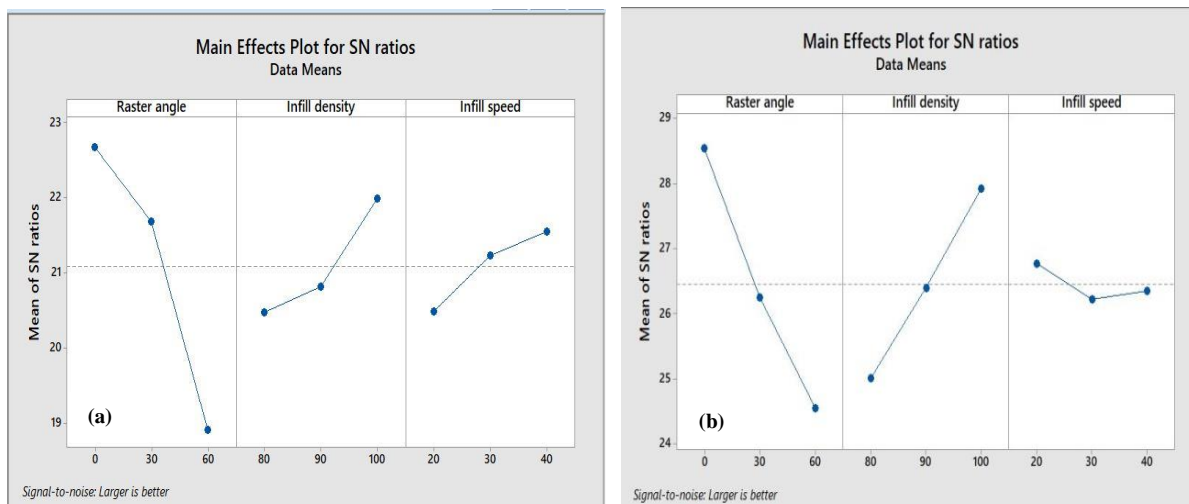 Main Effects Plot for SN ratios
Data Means
Raster angle Infill density Infill speed
Mean of SN ratios
23
22
21
20
19
(a)
0 30 60 80 90 100 20 30 40
Signal-to-noise: Larger is better
Main Effects Plot for SN ratios
Data Means
Raster angle Infill density Infill speed
Mean of SN ratios
29
28
27
26
25
24
(b)
0 30 60 80 90 100 20 30 40
Signal-to-noise: Larger is better